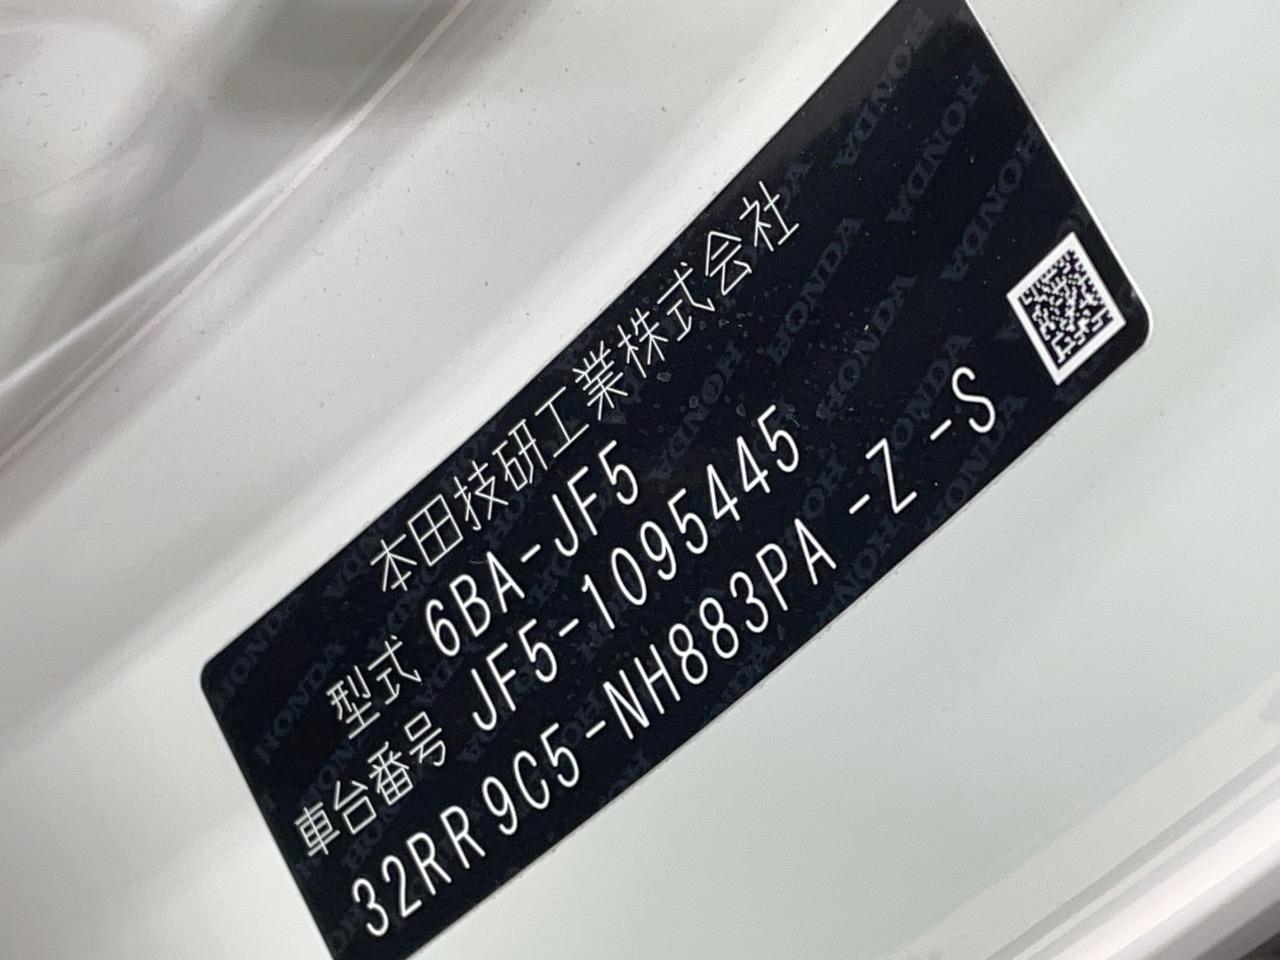 本田技研工業株式会社
型式 6BA-JF5
車台番号 JF5-1095445
32RR 9C5-NH883PA -Z -S